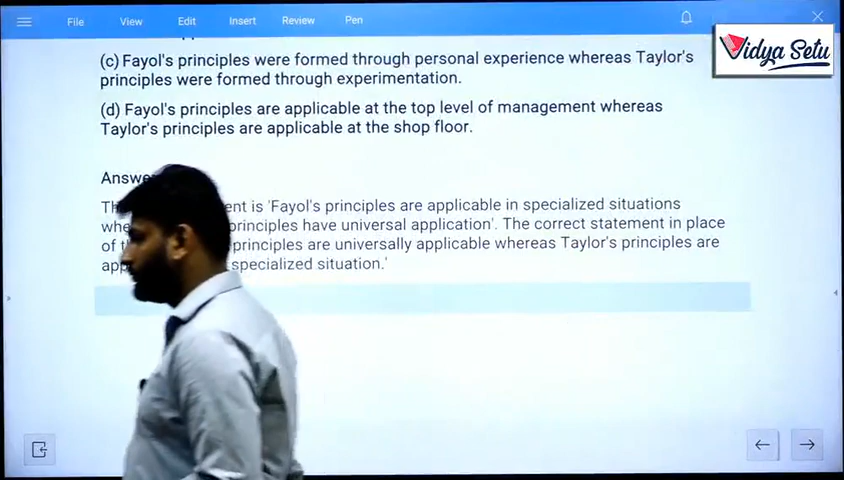 File View Edit Insert Review Pen
Vidya Setu
(c) Fayol's principles were formed through personal experience whereas Taylor's
principles were formed through experimentation.
(d) Fayol's principles are applicable at the top level of management whereas
Taylor's principles are applicable at the shop floor.
is 'Fayol's principles are applicable in specialized situations
principles have universal application'. The correct statement in place
of principles are universally applicable whereas Taylor's principles are
specialized situation.'